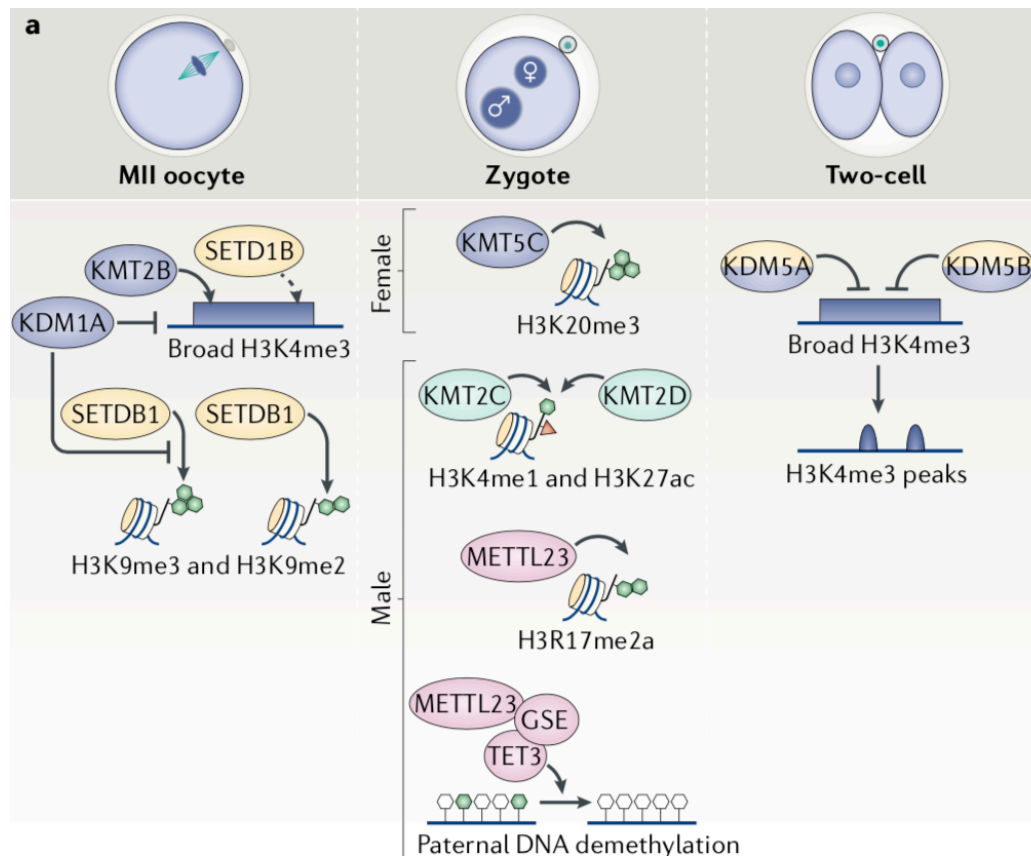 a
MII oocyte
Zygote
Two-cell
KMT2B
SETD1B
KDM1A
Broad H3K4me3
SETDB1
SETDB1
H3K9me3 and H3K9me2
Female
KMT5C
H3K20me3
Male
KMT2C
KMT2D
H3K4me1 and H3K27ac
METTL23
H3R17me2a
METTL23
GSE
TET3
Paternal DNA demethylation
KDM5A
KDM5B
Broad H3K4me3
H3K4me3 peaks